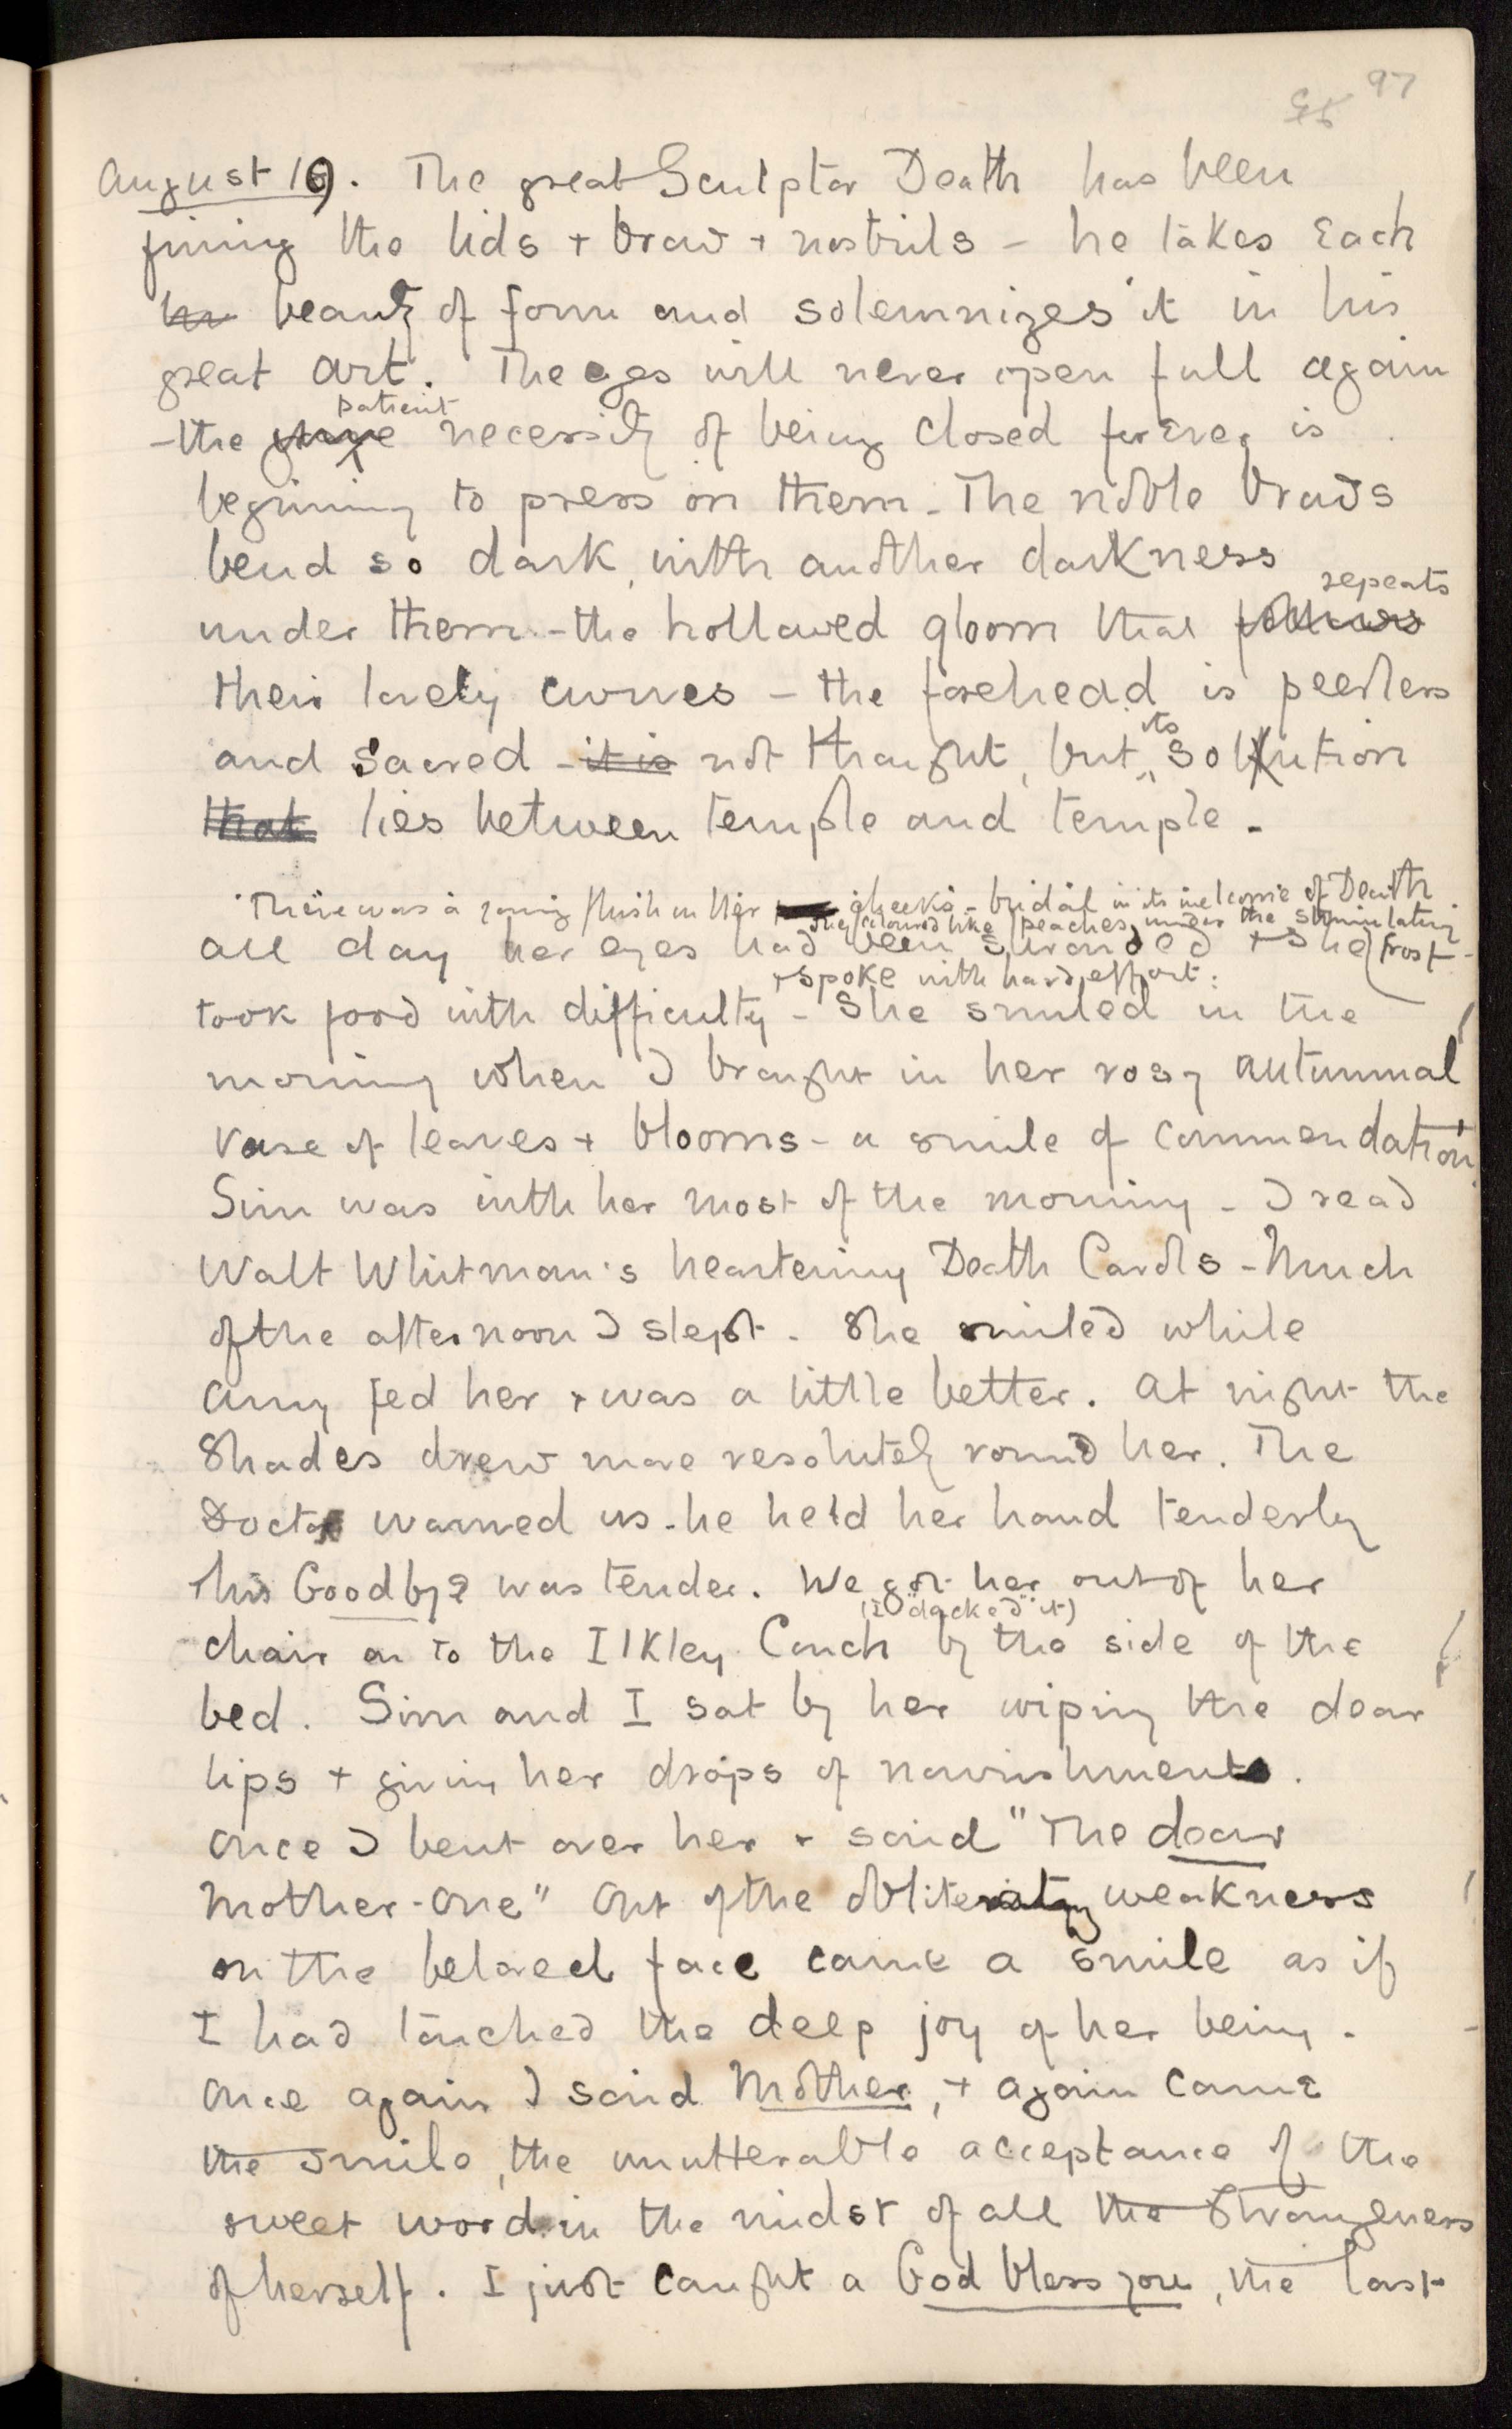 97
95
August 19. The great Sculptor Death has been
fining the lids + brow + nostrils – he takes each
beauty of form and solemnizes it in his
great art. The eyes will never open full again
patient
– the necessity of being closed for ever is
beginning to press on them – The noble brows
bend so dark, with another darkness
repeats
under them – the hollowed gloom that follows
their lovely curves – the forehead is peerless
its
and sacred – it is not thought, but solution
that lies between temple and temple.
There was a young flush on her cheeks – bridal in its welcome of Death
they coloured like peaches under the stimulating
frost –
all day her eyes had been shrouded + she
+ spoke with hard effort:
took food with difficulty – She smiled in the
morning when I brought in her rosy autumnal
vase of leaves + blooms – a smile of commendation.
Sim was with her most of the morning – I read
Walt Whitman's heartening Death Carols – Much
of the afternoon I slept. She smiled while
Amy fed her + was a little better. At night the
Shades drew more resolutely round her. The
Doctor warned us – he held her hand tenderly
+ his Goodbye was tender. We got her out of her
(I "decked" it)
chair on to the Ilkley Couch by the side of the
bed. Sim and I sat by her wiping the dear
lips + giving her drops of nourishment.
Once I bent over her + said "The dear
Mother-One" Out of the obliterating weakness
on the beloved face came a smile as if
I had touched the deep joy of her being.
Once again I said Mother, + again came
the smile, the unutterable acceptance of the
sweet word in the midst of all the strangeness
of herself. I just caught a God bless you, the last